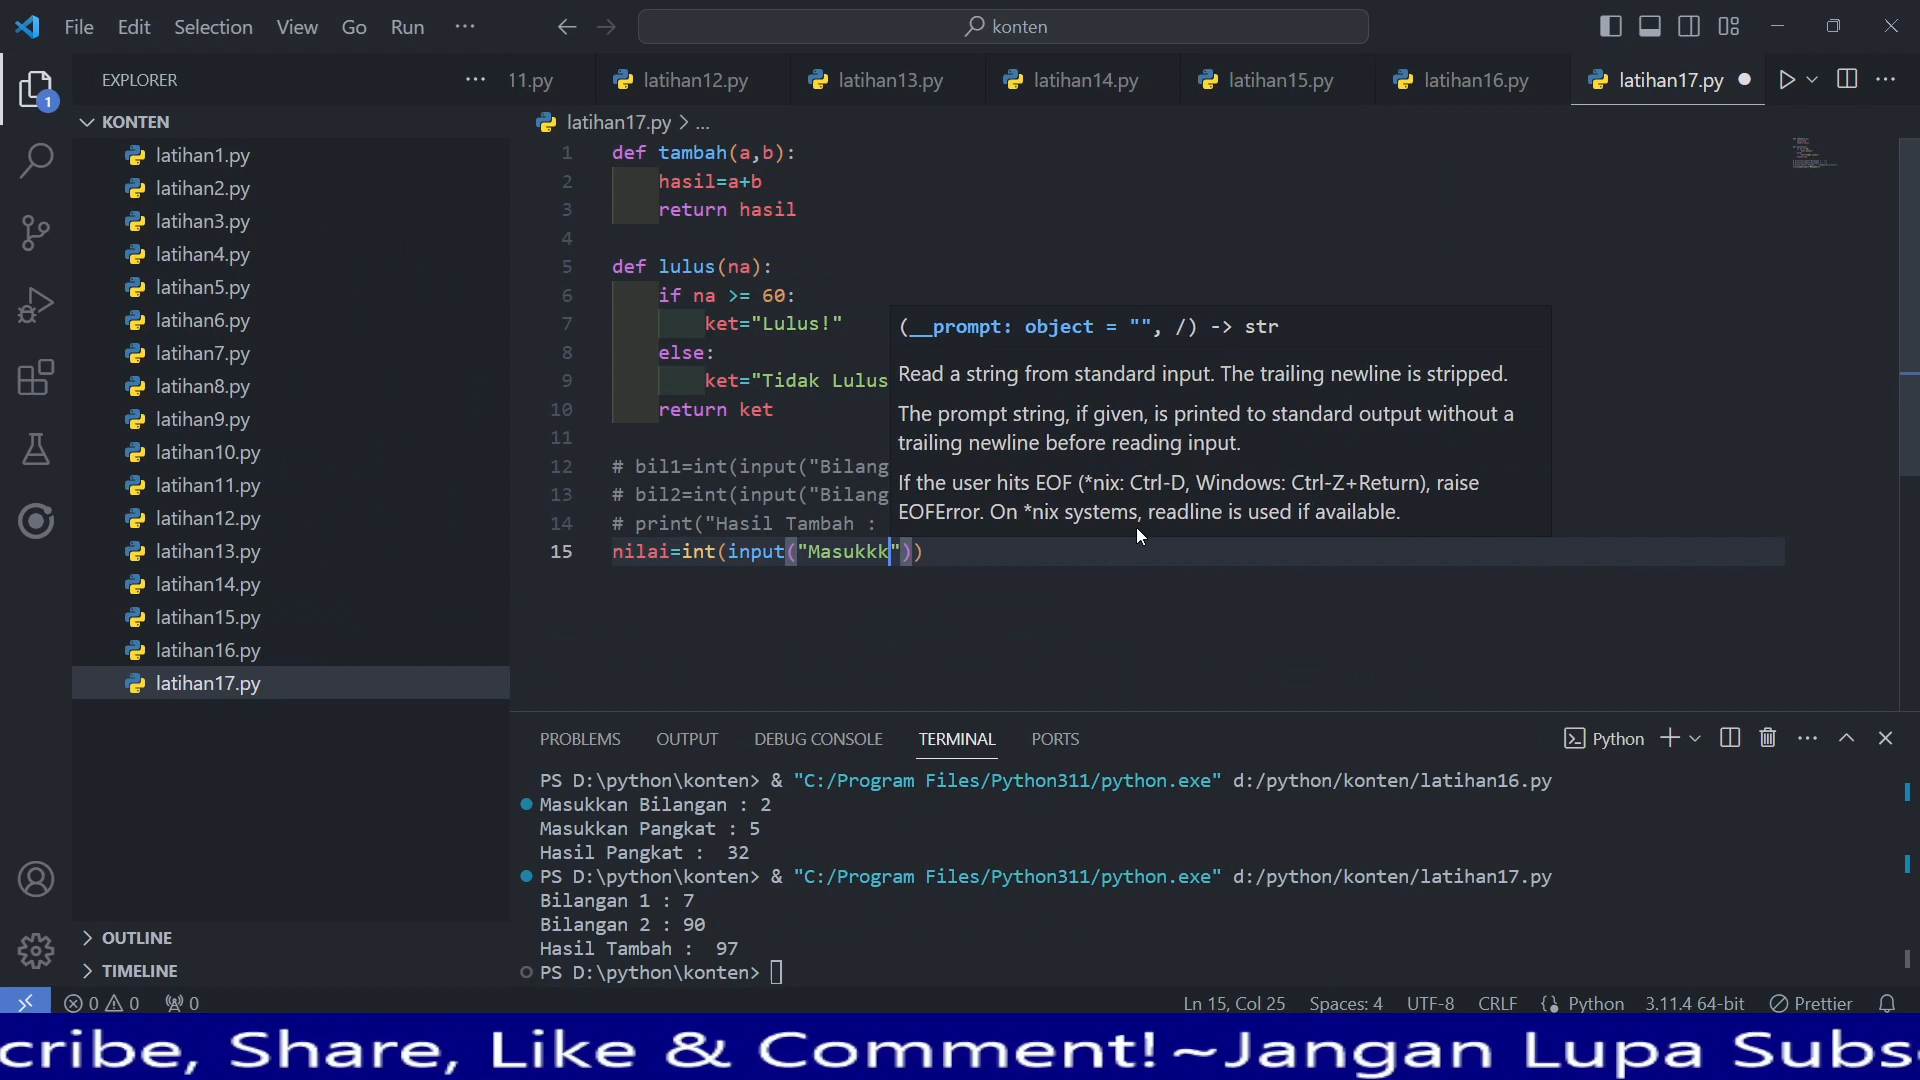 File Edit Selection View Go Run ··· konten
EXPLORER ··· 11.py latihan12.py latihan13.py latihan14.py latihan15.py latihan16.py latihan17.py
KONTEN
latihan1.py
latihan2.py
latihan3.py
latihan4.py
latihan5.py
latihan6.py
latihan7.py
latihan8.py
latihan9.py
latihan10.py
latihan11.py
latihan12.py
latihan13.py
latihan14.py
latihan15.py
latihan16.py
latihan17.py
OUTLINE
TIMELINE
1
latihan17.py > ...
1 def tambah(a,b):
2 hasil=a+b
3 return hasil
4
5 def lulus(na):
6 if na >= 60:
7 ket="Lulus!"
8 else:
9 ket="Tidak Lulus
10 return ket
11
12 # bil1=int(input("Bilang
13 # bil2=int(input("Bilang
14 # print("Hasil Tambah :
15 nilai=int(input("Masukkk"))
(__prompt: object = "", /) -> str
Read a string from standard input. The trailing newline is stripped.
The prompt string, if given, is printed to standard output without a
trailing newline before reading input.
If the user hits EOF (*nix: Ctrl-D, Windows: Ctrl-Z+Return), raise
EOFError. On *nix systems, readline is used if available.
PROBLEMS OUTPUT DEBUG CONSOLE TERMINAL PORTS Python
PS D:\python\konten> & "C:/Program Files/Python311/python.exe" d:/python/konten/latihan16.py
Masukkan Bilangan : 2
Masukkan Pangkat : 5
Hasil Pangkat :  32
PS D:\python\konten> & "C:/Program Files/Python311/python.exe" d:/python/konten/latihan17.py
Bilangan 1 : 7
Bilangan 2 : 90
Hasil Tambah :  97
PS D:\python\konten>
0 0 0 Ln 15, Col 25 Spaces: 4 UTF-8 CRLF Python 3.11.4 64-bit Prettier
cribe, Share, Like & Comment! ~Jangan Lupa Subs